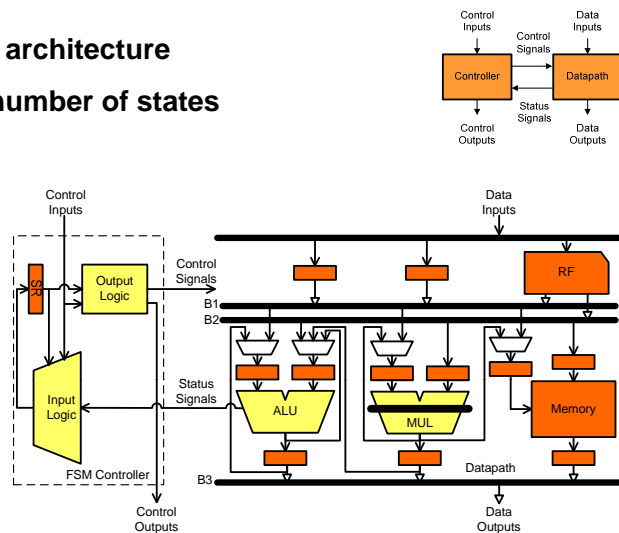 architecture
number of states
Control
Inputs
Data
Inputs
Control
Signals
Controller
Datapath
Status
Signals
Control
Outputs
Data
Outputs
Control
Inputs
Data
Inputs
SR
Output
Logic
Control
Signals
RF
B1
B2
Input
Logic
Status
Signals
ALU
MUL
Memory
FSM Controller
Datapath
B3
Control
Outputs
Data
Outputs